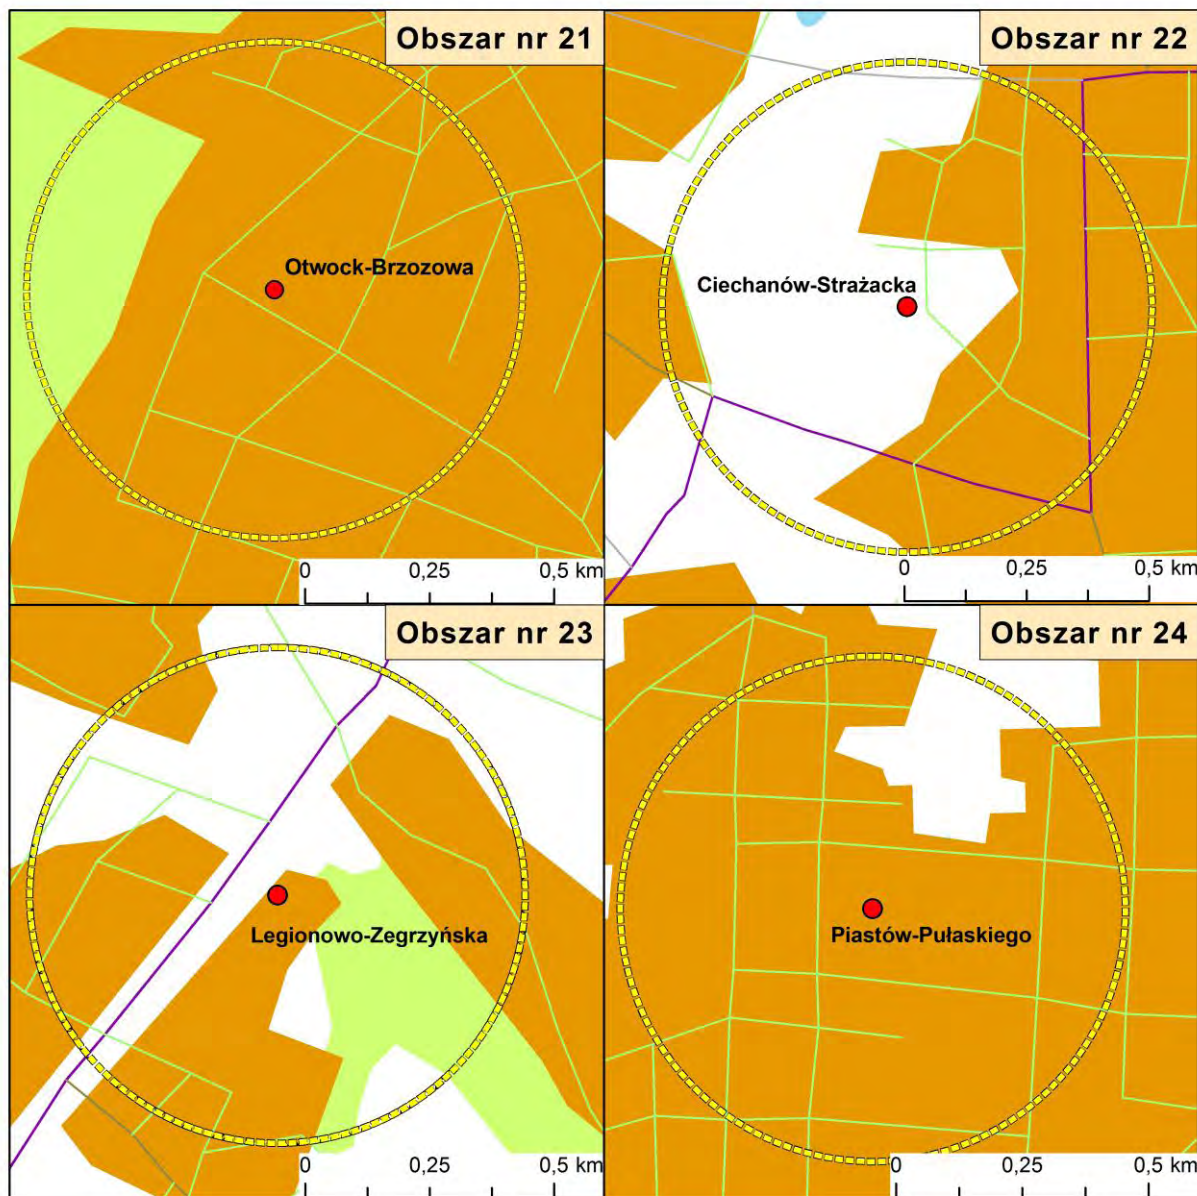 Obszar nr 21
Otwock-Brzozowa
0 0,25 0,5 km
Obszar nr 22
Ciechanów-Strażacka
0 0,25 0,5 km
Obszar nr 23
Legionowo-Zegrzyńska
0 0,25 0,5 km
Obszar nr 24
Piastów-Pułaskiego
0 0,25 0,5 km